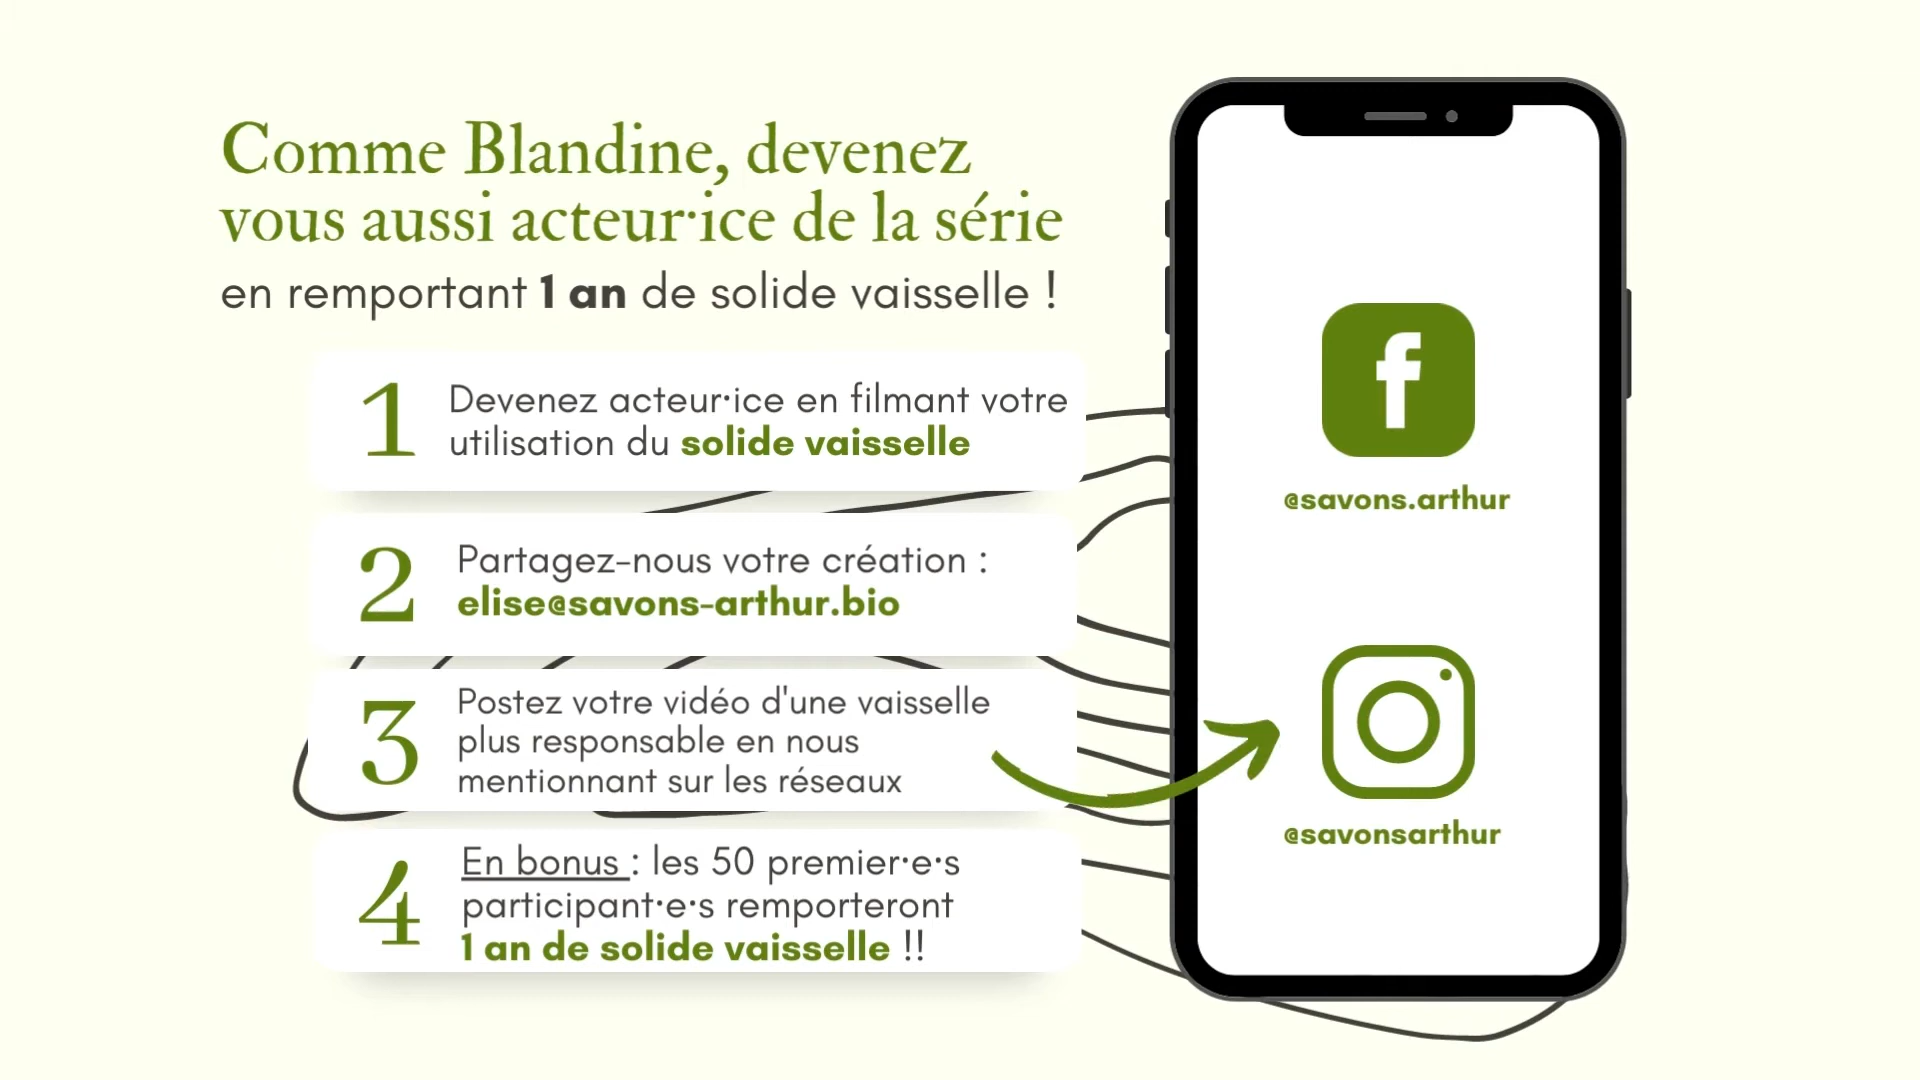 Comme Blandine, devenez
vous aussi acteur·ice de la série
en remportant 1 an de solide vaisselle !
1
Devenez acteur·ice en filmant votre
utilisation du solide vaisselle
2
Partagez-nous votre création :
elise@savons-arthur.bio
3
Postez votre vidéo d'une vaisselle
plus responsable en nous
mentionnant sur les réseaux
4
En bonus : les 50 premier·e·s
participant·e·s remporteront
1 an de solide vaisselle !!
@savons.arthur
@savonsarthur